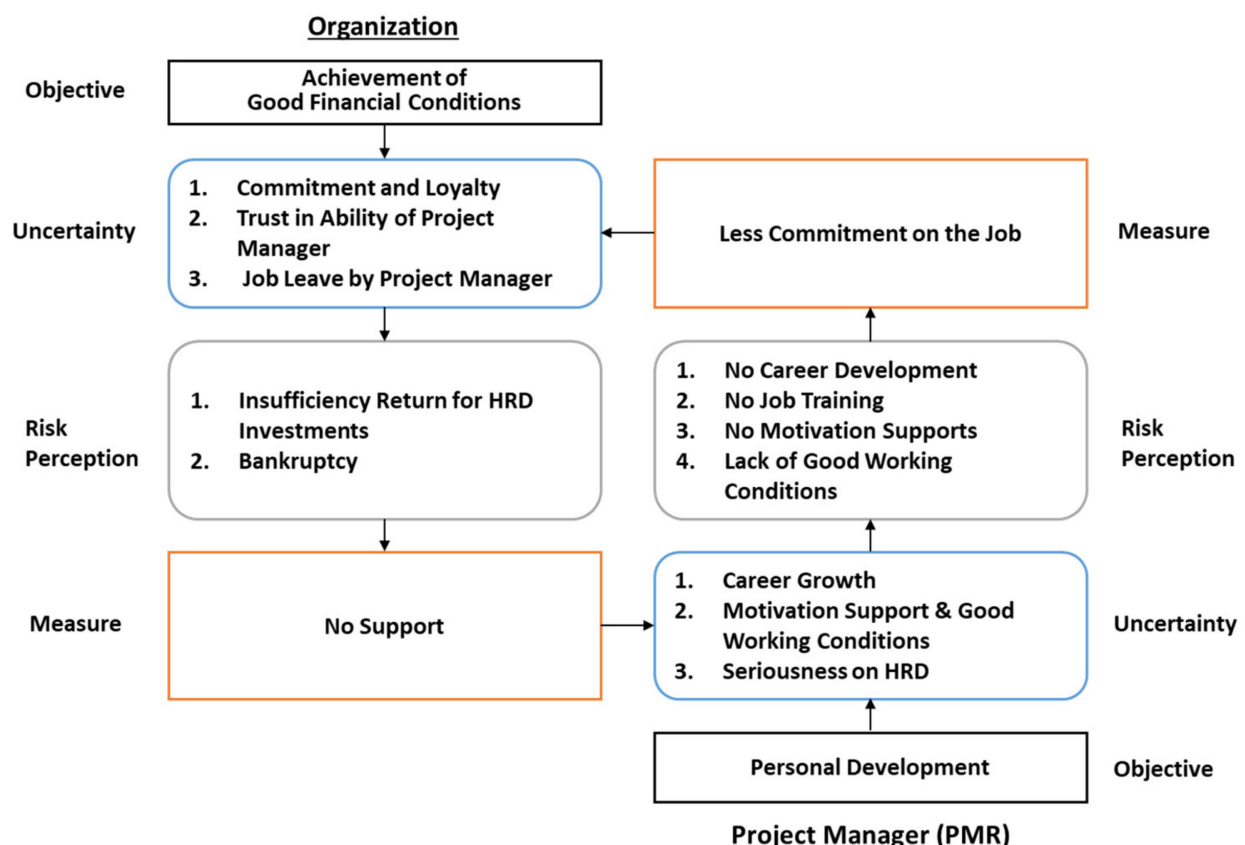 Organization
Objective
Achievement of
Good Financial Conditions
Uncertainty
1. Commitment and Loyalty
2. Trust in Ability of Project
Manager
3. Job Leave by Project Manager
Less Commitment on the Job
Measure
Risk
Perception
1. Insufficiency Return for HRD
Investments
2. Bankruptcy
1. No Career Development
2. No Job Training
3. No Motivation Supports
4. Lack of Good Working
Conditions
Risk
Perception
Measure
No Support
1. Career Growth
2. Motivation Support & Good
Working Conditions
3. Seriousness on HRD
Uncertainty
Personal Development
Objective
Project Manager (PMR)